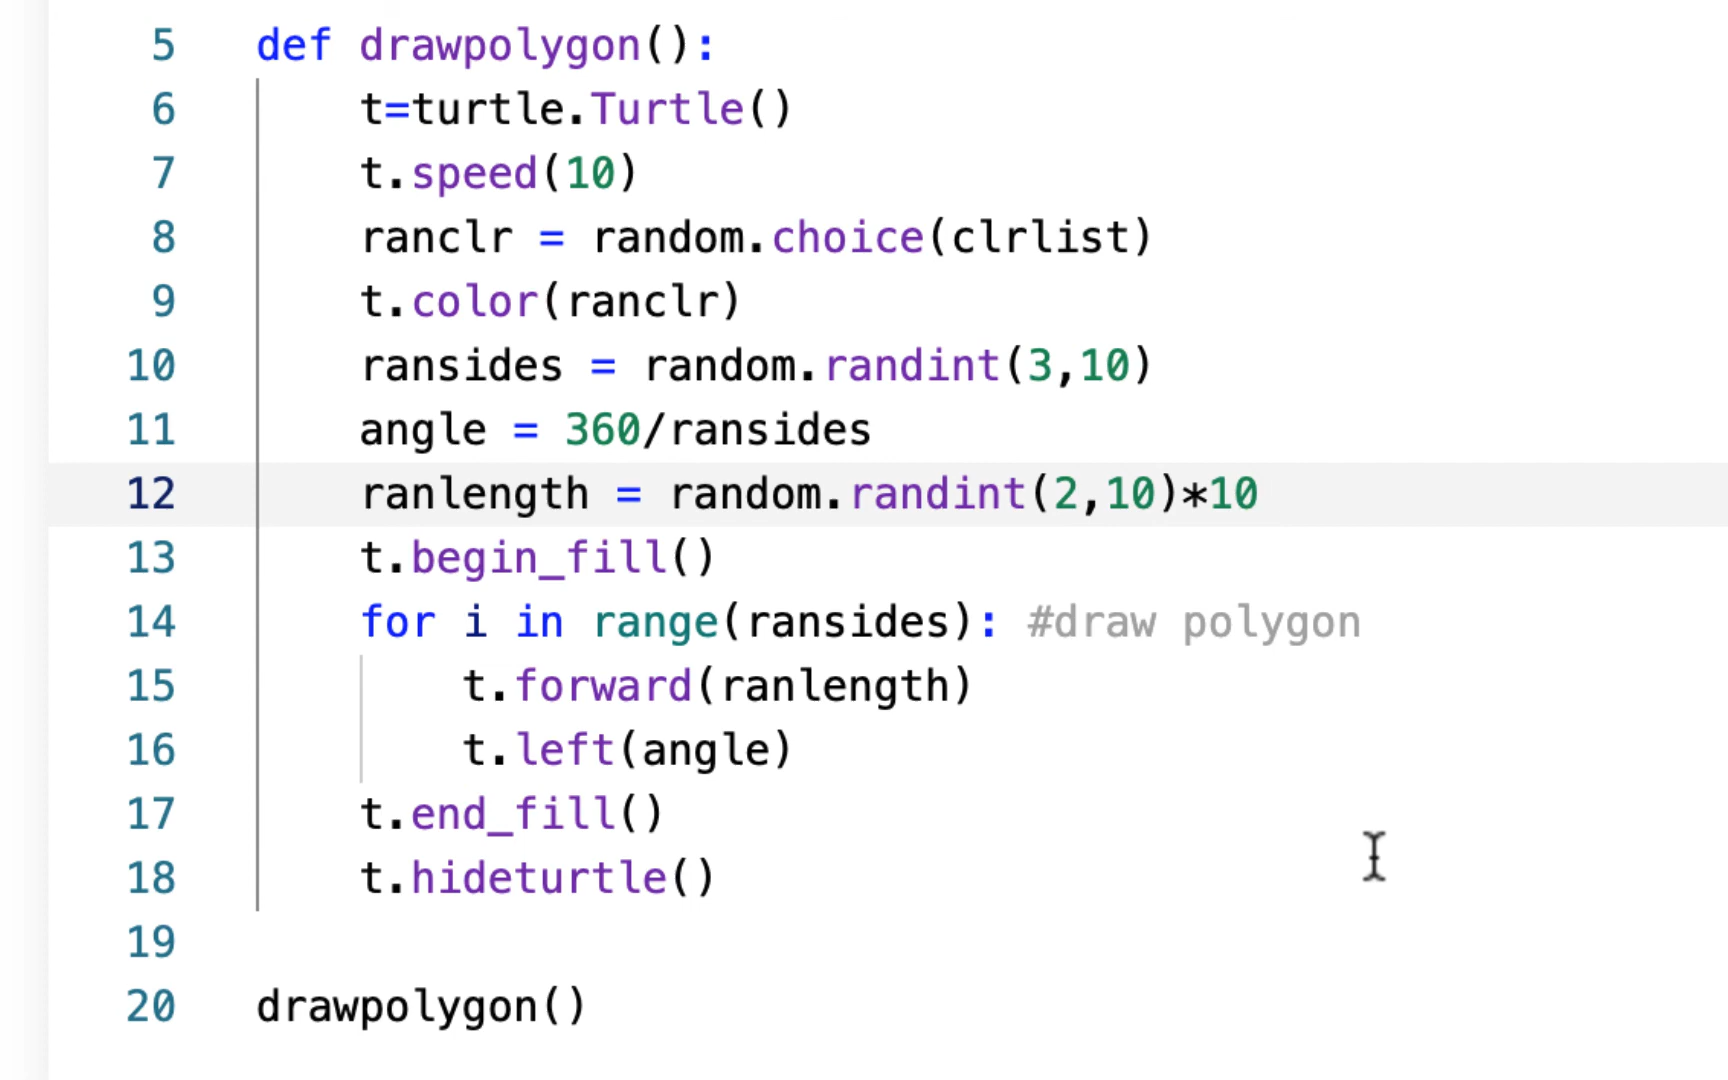 5 def drawpolygon():
6 t=turtle.Turtle()
7 t.speed(10)
8 ranclr = random.choice(clrlist)
9 t.color(ranclr)
10 ransides = random.randint(3,10)
11 angle = 360/ransides
12 ranlength = random.randint(2,10)*10
13 t.begin_fill()
14 for i in range(ransides): #draw polygon
15 t.forward(ranlength)
16 t.left(angle)
17 t.end_fill()
18 t.hideturtle()
19
20 drawpolygon()